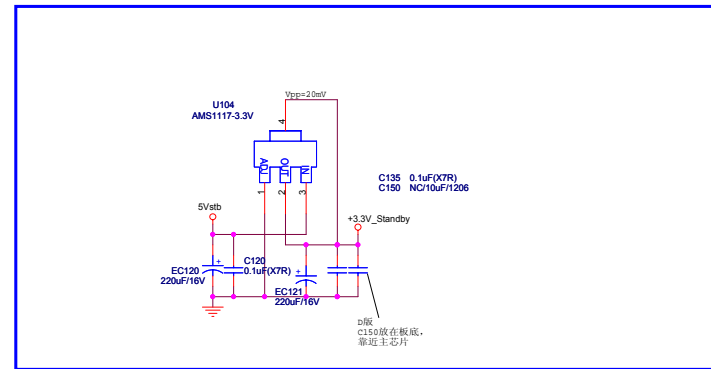 Vpp=20mV
U104
AMS1117-3.3V
4
ADJ
OUT
IN
1
2
3
C135 0.1uF(X7R)
C150 NC/10uF/1206
5Vstb
+3.3V_Standby
C120
0.1uF(X7R)
EC120
220uF/16V
+
+
EC121
220uF/16V
D版
C150放在板底，
靠近主芯片